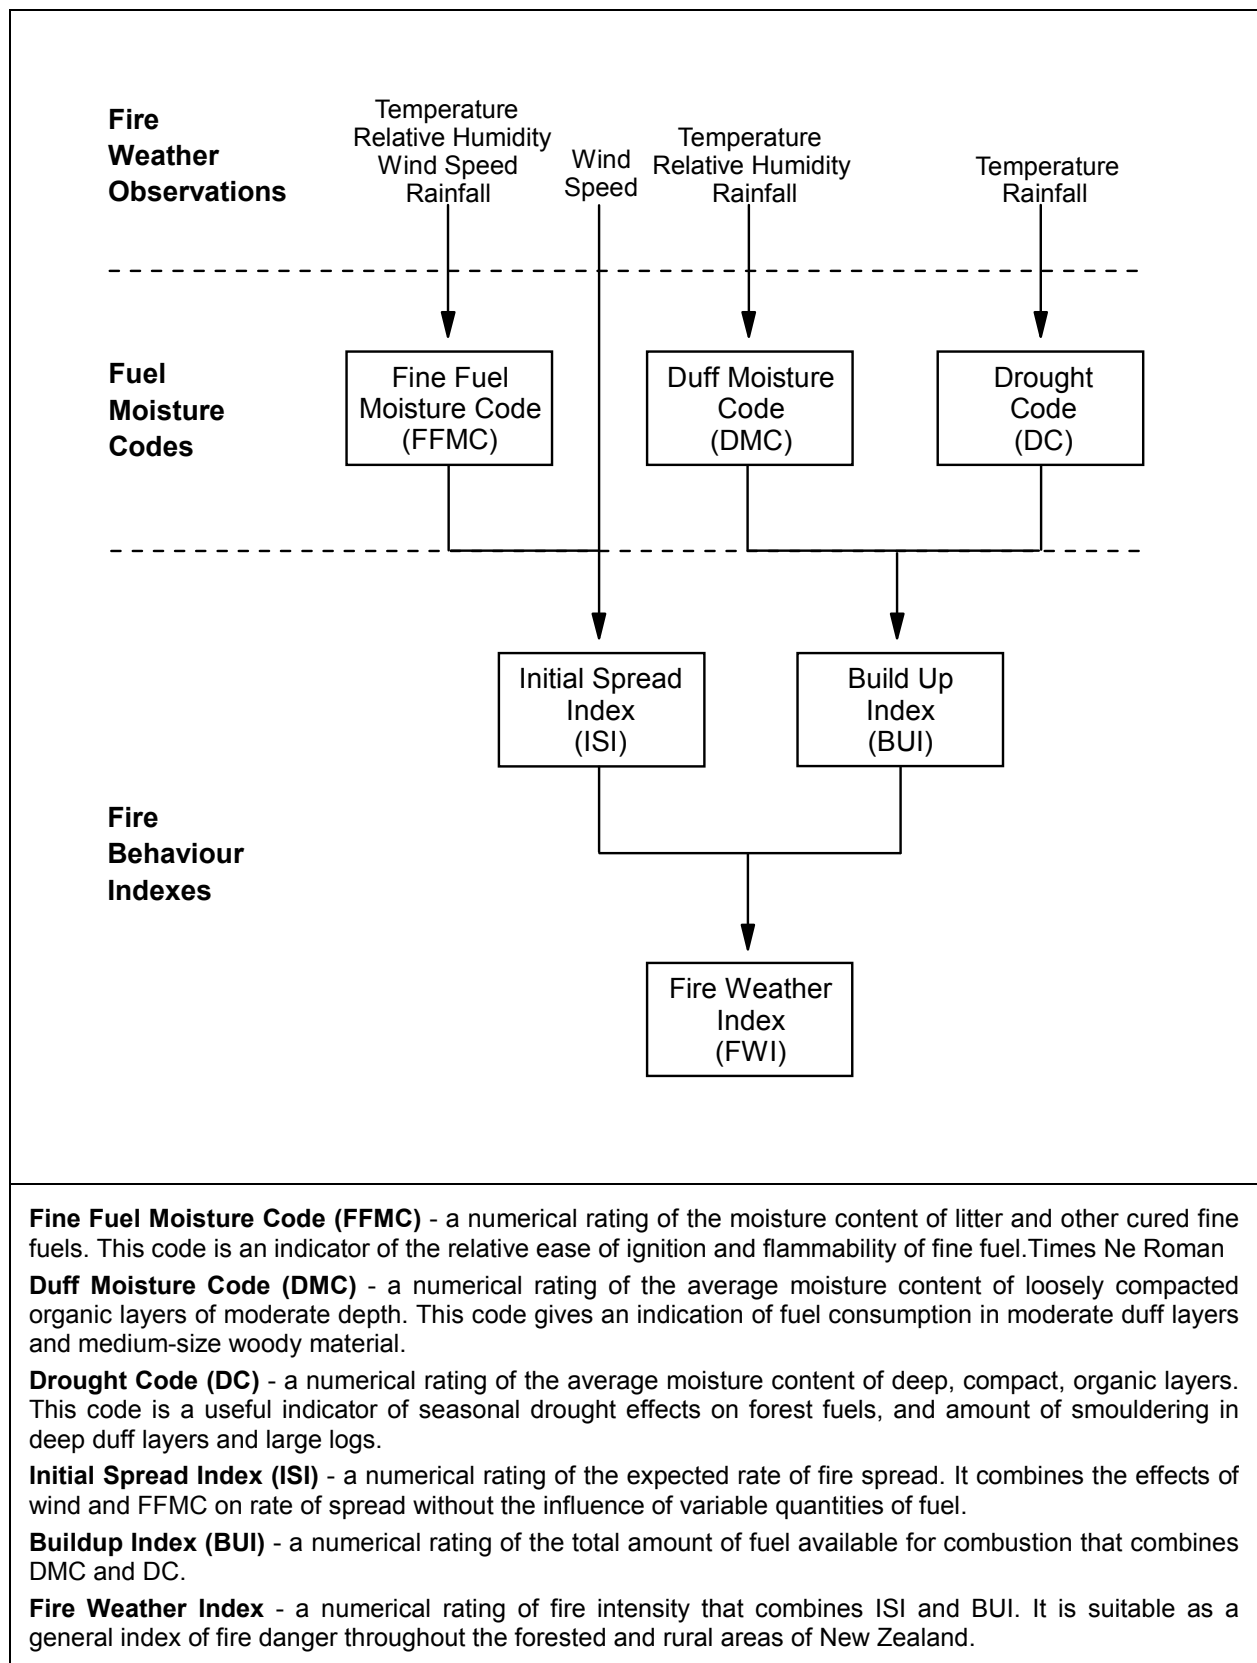 Fire
Weather
Observations
Temperature
Relative Humidity
Wind Speed
Rainfall
Wind
Speed
Temperature
Relative Humidity
Rainfall
Temperature
Rainfall
Fuel
Moisture
Codes
Fine Fuel
Moisture Code
(FFMC)
Duff Moisture
Code
(DMC)
Drought
Code
(DC)
Initial Spread
Index
(ISI)
Build Up
Index
(BUI)
Fire
Behaviour
Indexes
Fire Weather
Index
(FWI)
Fine Fuel Moisture Code (FFMC) - a numerical rating of the moisture content of litter and other cured fine
fuels. This code is an indicator of the relative ease of ignition and flammability of fine fuel.Times Ne Roman
Duff Moisture Code (DMC) - a numerical rating of the average moisture content of loosely compacted
organic layers of moderate depth. This code gives an indication of fuel consumption in moderate duff layers
and medium-size woody material.
Drought Code (DC) - a numerical rating of the average moisture content of deep, compact, organic layers.
This code is a useful indicator of seasonal drought effects on forest fuels, and amount of smouldering in
deep duff layers and large logs.
Initial Spread Index (ISI) - a numerical rating of the expected rate of fire spread. It combines the effects of
wind and FFMC on rate of spread without the influence of variable quantities of fuel.
Buildup Index (BUI) - a numerical rating of the total amount of fuel available for combustion that combines
DMC and DC.
Fire Weather Index - a numerical rating of fire intensity that combines ISI and BUI. It is suitable as a
general index of fire danger throughout the forested and rural areas of New Zealand.